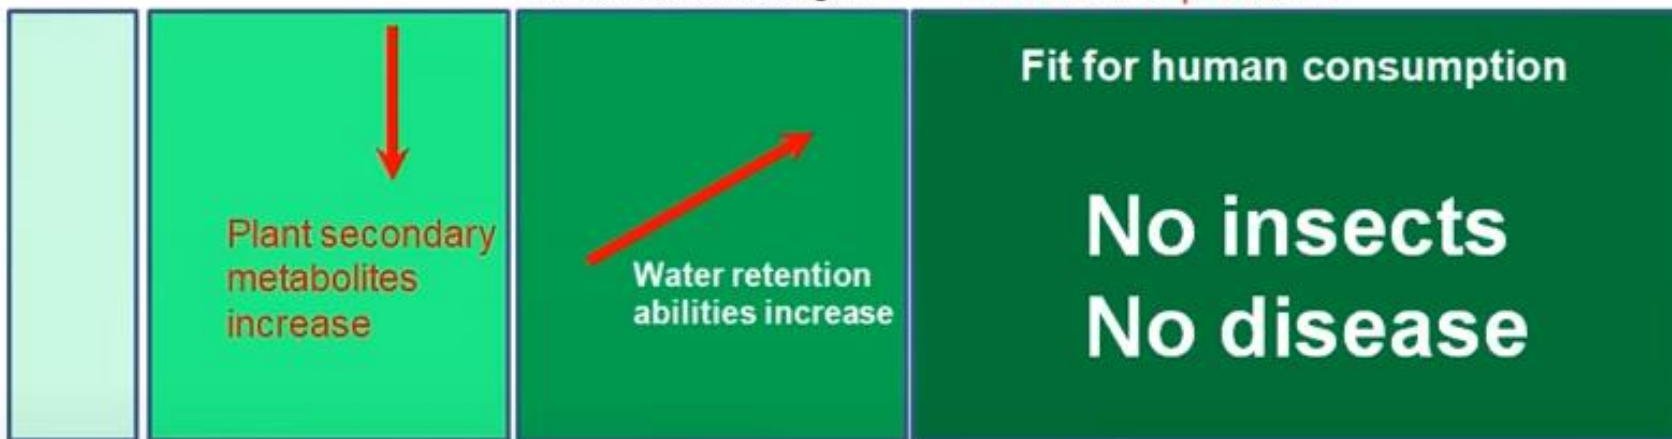 Plant secondary
metabolites
increase
Water retention
abilities increase
Fit for human consumption
No insects
No disease